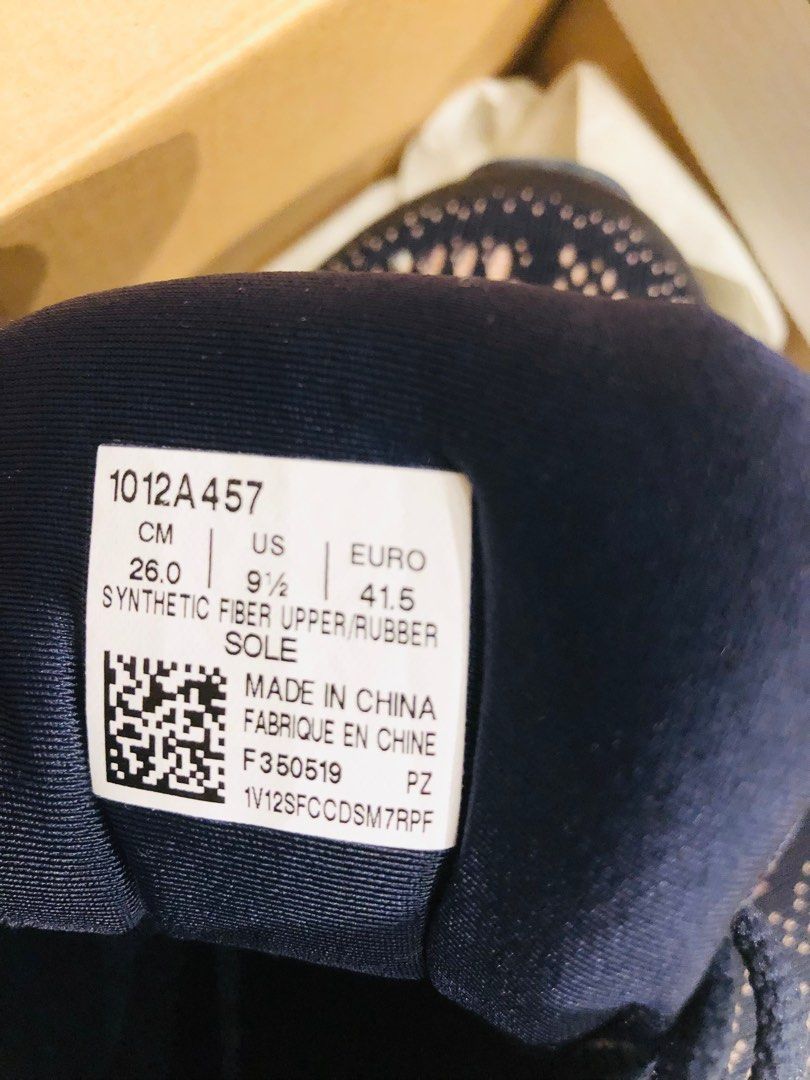 1012A457
CM | US | EURO
26.0 | 9½ | 41.5
SYNTHETIC FIBER UPPER/RUBBER
SOLE
MADE IN CHINA
FABRIQUE EN CHINE
F350519 PZ
1V12SFCCDSM7RPF